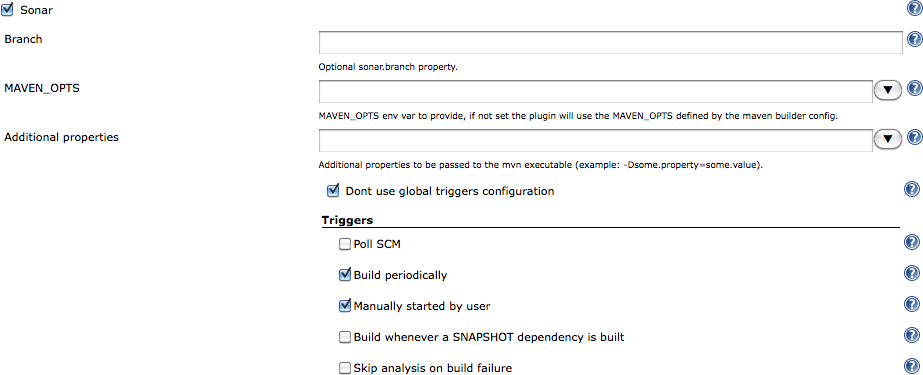 Sonar
Branch
Optional sonar.branch property.
MAVEN_OPTS
MAVEN_OPTS env var to provide, if not set the plugin will use the MAVEN_OPTS defined by the maven builder config.
Additional properties
Additional properties to be passed to the mvn executable (example: -Dsome.property=some.value).
Dont use global triggers configuration
Triggers
Poll SCM
Build periodically
Manually started by user
Build whenever a SNAPSHOT dependency is built
Skip analysis on build failure